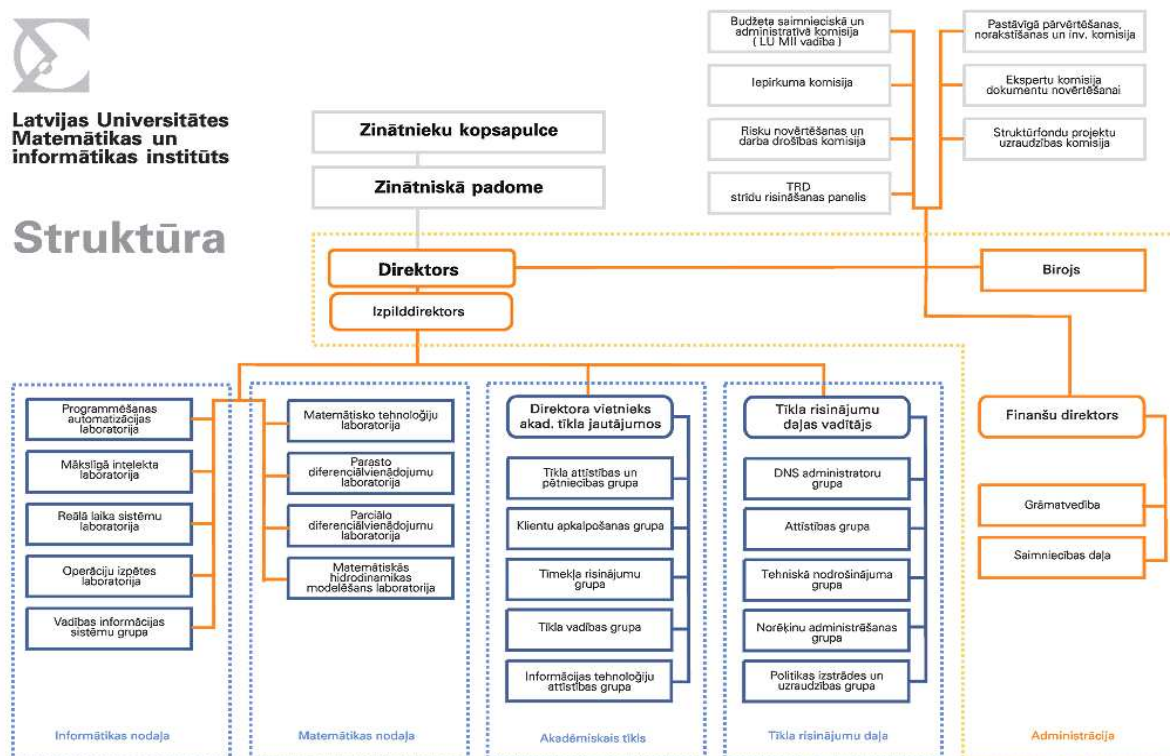 Latvijas Universitātes
Matemātikas un
informātikas institūts
Struktūra
Zinātnieku kopsapulce
Zinātniskā padome
Budžeta saimnieciskā un
administratīvā komisija
( LU MII vadība )
Iepirkuma komisija
Risku novērtēšanas un
darba drošības komisija
TRD
strīdu risināšanas panelis
Pastāvīgā pārvērtēšanas,
norakstīšanas un inv. komisija
Ekspertu komisija
dokumentu novērtēšanai
Struktūrfondu projektu
uzraudzības komisija
Direktors
Izpilddirektors
Birojs
Programmēšanas
automatizācijas
laboratorija
Mākslīgā intelekta
laboratorija
Reālā laika sistēmu
laboratorija
Operāciju izpētes
laboratorija
Vadības informācijas
sistēmu grupa
Informātikas nodaļa
Matemātisko tehnoloģiju
laboratorija
Parasto
diferenciālvienādojumu
laboratorija
Parciālo
diferenciālvienādojumu
laboratorija
Matemātiskās
hidrodinamikas
modelēšans laboratorija
Matemātikas nodaļa
Direktora vietnieks
akad. tīkla jautājumos
Tīkla attīstības un
pētniecības grupa
Klientu apkalpošanas grupa
Tīmekļa risinājumu
grupa
Tīkla vadības grupa
Informācijas tehnoloģiju
attīstības grupa
Akadēmiskais tīkls
Tīkla risinājumu
daļas vadītājs
DNS administratoru
grupa
Attīstības grupa
Tehniskā nodrošinājuma
grupa
Norēķinu administrēšanas
grupa
Politikas izstrādes un
uzraudzības grupa
Tīkla risinājumu daļa
Finanšu direktors
Grāmatvedība
Saimniecības daļa
Administrācija